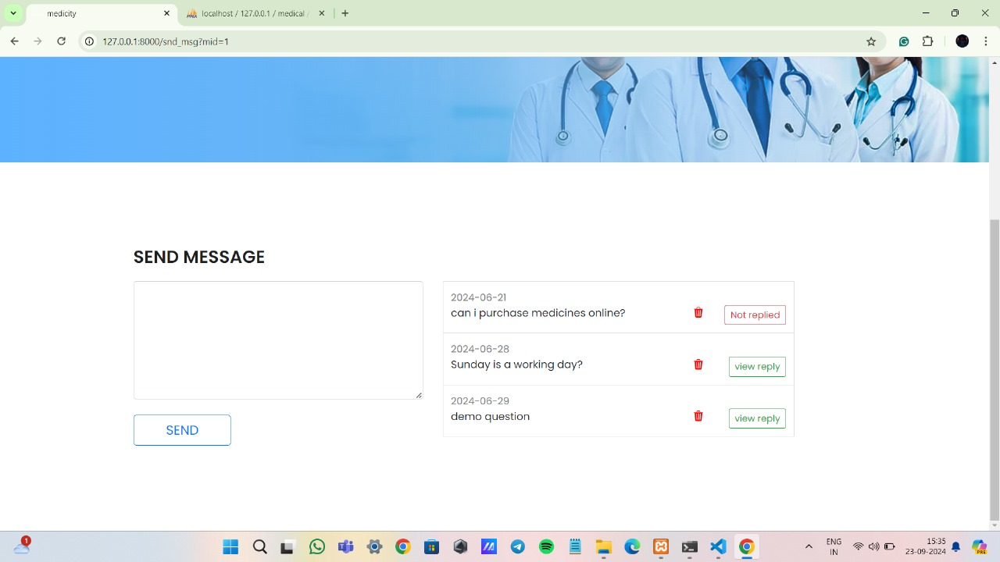 medicity
localhost / 127.0.0.1 / medical /
127.0.0.1:8000/snd_msg?mid=1
SEND MESSAGE
SEND
2024-06-21
can i purchase medicines online?
Not replied
2024-06-28
Sunday is a working day?
view reply
2024-06-29
demo question
view reply
1
ENG
IN
15:35
23-09-2024
PRE